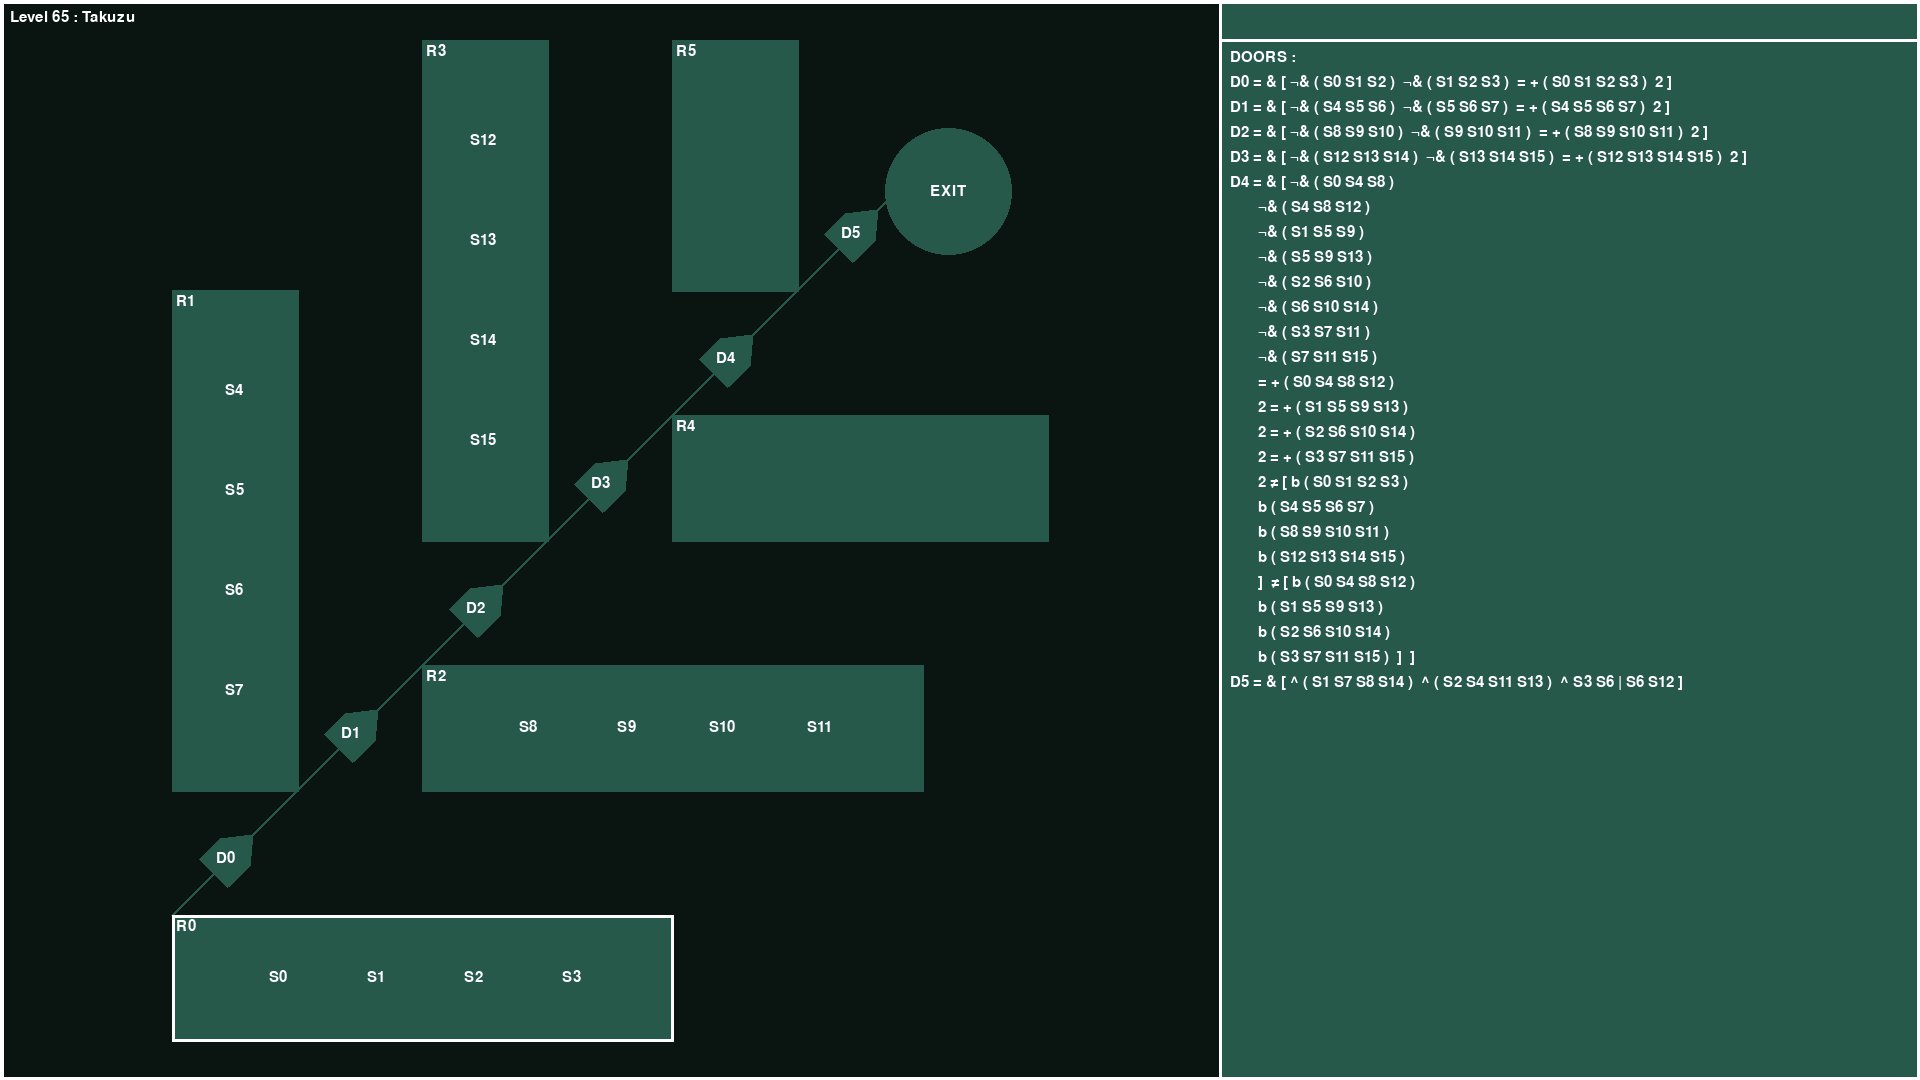 Level 65 : Takuzu
R3
R5
S12
EXIT
S13
D5
R1
S14
D4
S4
S15
R4
S5
D3
S6
D2
R2
S7
S8 S9 S10 S11
D1
D0
R0
S0 S1 S2 S3
DOORS :
D0 = & [ ¬& ( S0 S1 S2 ) ¬& ( S1 S2 S3 ) = + ( S0 S1 S2 S3 ) 2 ]
D1 = & [ ¬& ( S4 S5 S6 ) ¬& ( S5 S6 S7 ) = + ( S4 S5 S6 S7 ) 2 ]
D2 = & [ ¬& ( S8 S9 S10 ) ¬& ( S9 S10 S11 ) = + ( S8 S9 S10 S11 ) 2 ]
D3 = & [ ¬& ( S12 S13 S14 ) ¬& ( S13 S14 S15 ) = + ( S12 S13 S14 S15 ) 2 ]
D4 = & [ ¬& ( S0 S4 S8 )
¬& ( S4 S8 S12 )
¬& ( S1 S5 S9 )
¬& ( S5 S9 S13 )
¬& ( S2 S6 S10 )
¬& ( S6 S10 S14 )
¬& ( S3 S7 S11 )
¬& ( S7 S11 S15 )
= + ( S0 S4 S8 S12 )
2 = + ( S1 S5 S9 S13 )
2 = + ( S2 S6 S10 S14 )
2 = + ( S3 S7 S11 S15 )
2 ≠ [ b ( S0 S1 S2 S3 )
b ( S4 S5 S6 S7 )
b ( S8 S9 S10 S11 )
b ( S12 S13 S14 S15 )
] ≠ [ b ( S0 S4 S8 S12 )
b ( S1 S5 S9 S13 )
b ( S2 S6 S10 S14 )
b ( S3 S7 S11 S15 ) ] ]
D5 = & [ ^ ( S1 S7 S8 S14 ) ^ ( S2 S4 S11 S13 ) ^ S3 S6 | S6 S12 ]